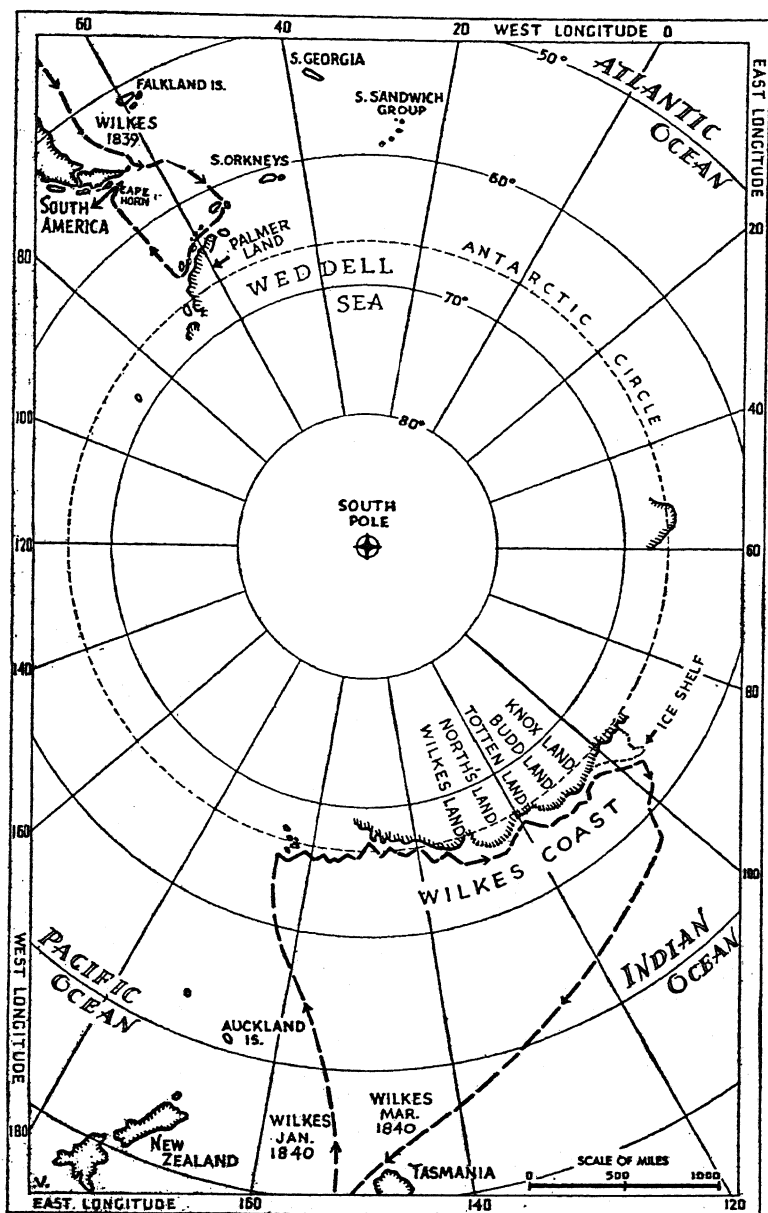 60
40
20
WEST LONGITUDE
0
EAST LONGITUDE
50°
ATLANTIC
OCEAN
S. GEORGIA
FALKLAND IS.
S. SANDWICH
GROUP
WILKES
1839
S. ORKNEYS
60°
CAPE
HORN
SOUTH
AMERICA
PALMER
LAND
20
80
WEDDELL
SEA
ANTARCTIC CIRCLE
70°
40
100
80°
SOUTH
POLE
120
60
140
80
ICE SHELF
KNOX LAND
BUDD LAND
TOTTEN LAND
NORTH'S LAND
WILKES LAND
160
WILKES COAST
100
PACIFIC
OCEAN
INDIAN
OCEAN
WEST LONGITUDE
AUCKLAND
IS.
WILKES
JAN.
1840
WILKES
MAR.
1840
180
NEW
ZEALAND
TASMANIA
SCALE OF MILES
0 500 1000
V.
EAST. LONGITUDE
160
140
120